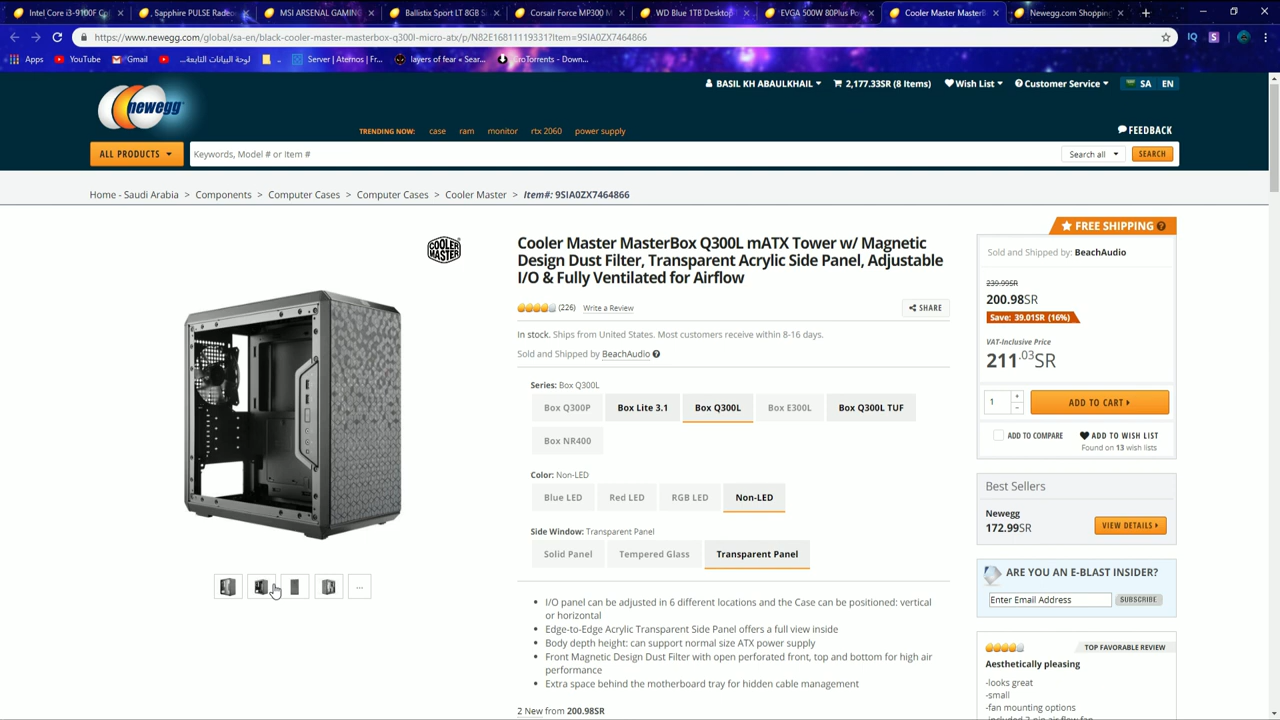 Intel Core i3-9100F Co
Sapphire PULSE Radeo
MSI ARSENAL GAMING
Ballistix Sport LT 8GB S
Corsair Force MP300 M
WD Blue 1TB Desktop
EVGA 500W 80Plus Po
Cooler Master MasterB
Newegg.com Shopping
https://www.newegg.com/global/sa-en/black-cooler-master-masterbox-q300l-micro-atx/p/N82E16811119331?Item=9SIA0ZX7464866
Apps
YouTube
Gmail
لوحة البيانات التابعة...
Server | Aternos | Fr...
layers of fear « Sear...
- Down...
newegg
BASIL KH ABAULKHAIL
2,177.33SR (8 Items)
Wish List
Customer Service
SA
EN
TRENDING NOW:
case
ram
monitor
rtx 2060
power supply
FEEDBACK
ALL PRODUCTS
Keywords, Model # or Item #
Search all
SEARCH
Home - Saudi Arabia > Components > Computer Cases > Computer Cases > Cooler Master > Item#: 9SIA0ZX7464866
COOLER
MASTER
Cooler Master MasterBox Q300L mATX Tower w/ Magnetic
Design Dust Filter, Transparent Acrylic Side Panel, Adjustable
I/O & Fully Ventilated for Airflow
(226)
Write a Review
SHARE
In stock. Ships from United States. Most customers receive within 8-16 days.
Sold and Shipped by BeachAudio
Series: Box Q300L
Box Q300P
Box Lite 3.1
Box Q300L
Box E300L
Box Q300L TUF
Box NR400
Color: Non-LED
Blue LED
Red LED
RGB LED
Non-LED
Side Window: Transparent Panel
Solid Panel
Tempered Glass
Transparent Panel
I/O panel can be adjusted in 6 different locations and the Case can be positioned: vertical
or horizontal
Edge-to-Edge Acrylic Transparent Side Panel offers a full view inside
Body depth height: can support normal size ATX power supply
Front Magnetic Design Dust Filter with open perforated front, top and bottom for high air
performance
Extra space behind the motherboard tray for hidden cable management
2 New from 200.98SR
FREE SHIPPING
Sold and Shipped by: BeachAudio
239.99SR
200.98SR
Save: 39.01SR (16%)
VAT-Inclusive Price
211.03SR
1
ADD TO CART
ADD TO COMPARE
ADD TO WISH LIST
Found on 13 wish lists
Best Sellers
Newegg
172.99SR
VIEW DETAILS
ARE YOU AN E-BLAST INSIDER?
Enter Email Address
SUBSCRIBE
TOP FAVORABLE REVIEW
Aesthetically pleasing
-looks great
-small
-fan mounting options
-included 3 pin air flow fan